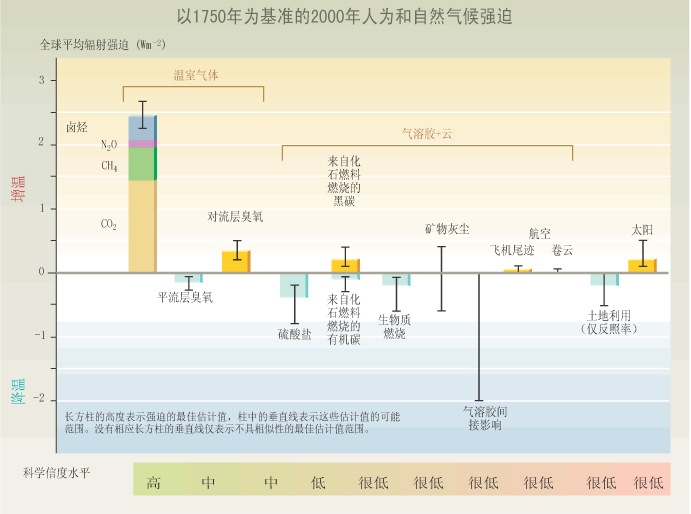 以1750年为基准的2000年人为和自然气候强迫
全球平均辐射强迫 (Wm⁻²)
3
2
1
0
−1
−2
增温
降温
温室气体
卤烃
N₂O
CH₄
CO₂
平流层臭氧
对流层臭氧
气溶胶+云
硫酸盐
来自化
石燃料
燃烧的
黑碳
来自化
石燃料
燃烧的
有机碳
生物质
燃烧
矿物灰尘
气溶胶间
接影响
航空
飞机尾迹
卷云
土地利用
（仅反照率）
太阳
长方柱的高度表示强迫的最佳估计值，柱中的垂直线表示这些估计值的可能
范围。没有相应长方柱的垂直线仅表示不具相似性的最佳估计值范围。
科学信度水平
高 中 中 低 很低 很低 很低 很低 很低 很低